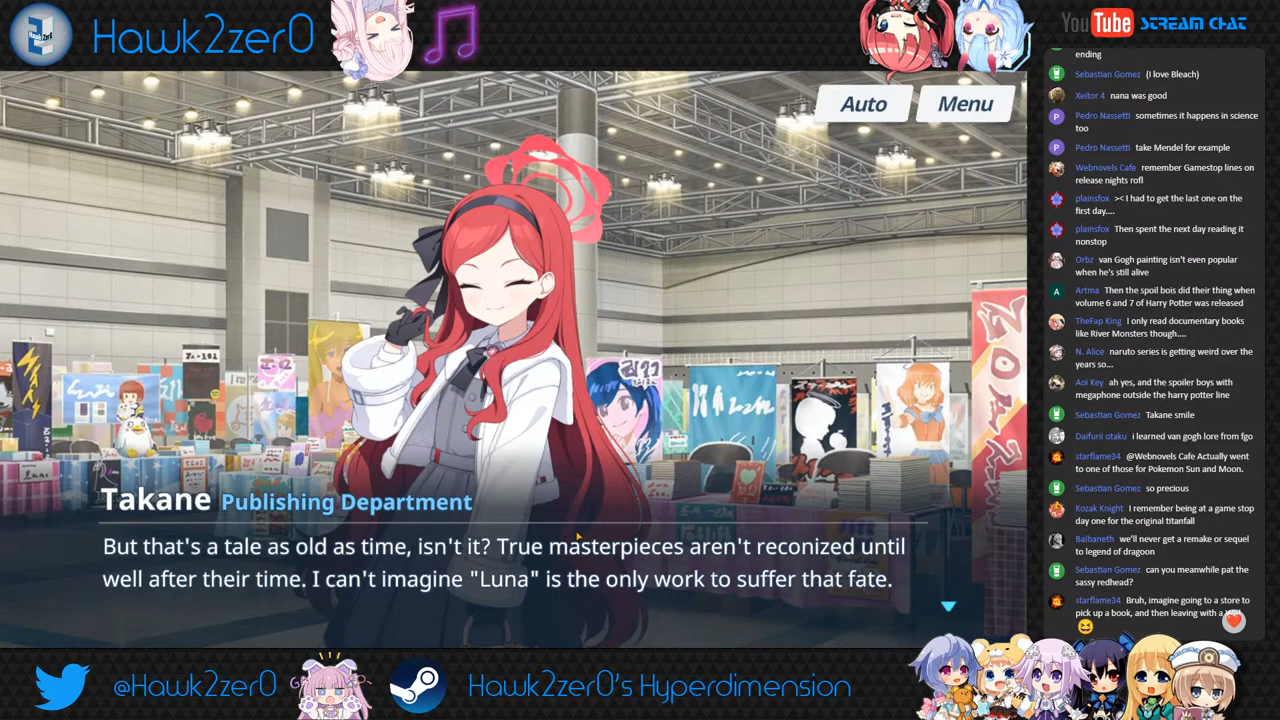 Hawk2zer0
You Tube STREAM CHAT
Auto
Menu
ending
Sebastian Gomez (I love Bleach)
Xeitor 4 nana was good
Pedro Nassetti sometimes it happens in science
too
Pedro Nassetti take Mendel for example
Webnovels Cafe remember Gamestop lines on
release nights rofl
plainsfox >< I had to get the last one on the
first day....
plainsfox Then spent the next day reading it
nonstop
Orbz van Gogh painting isn't even popular
when he's still alive
Artma Then the spoil bois did their thing when
volume 6 and 7 of Harry Potter was released
TheFap King I only read documentary books
like River Monsters though....
N. Alice naruto series is getting weird over the
years so...
Aoi Key ah yes, and the spoiler boys with
megaphone outside the harry potter line
Sebastian Gomez Takane smile
Daifurii otaku i learned van gogh lore from fgo
starflame34 @Webnovels Cafe Actually went
to one of those for Pokemon Sun and Moon.
Sebastian Gomez so precious
Kozak Knight I remember being at a game stop
day one for the original titanfall
Balbaneth we'll never get a remake or sequel
to legend of dragoon
Sebastian Gomez can you meanwhile pat the
sassy redhead?
starflame34 Bruh, imagine going to a store to
pick up a book, and then leaving with a
Takane Publishing Department
But that's a tale as old as time, isn't it? True masterpieces aren't reconized until
well after their time. I can't imagine "Luna" is the only work to suffer that fate.
@Hawk2zer0
Hawk2zer0's Hyperdimension